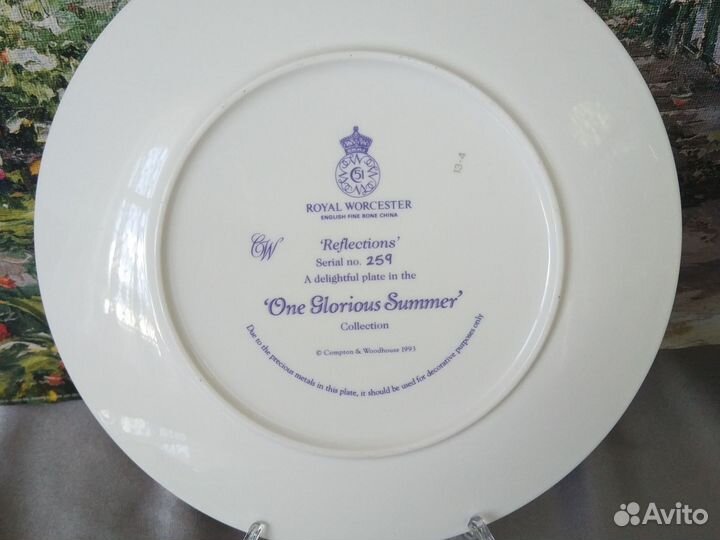 51
ROYAL WORCESTER
ENGLISH FINE BONE CHINA
CW
'Reflections'
Serial no. 259
A delightful plate in the
'One Glorious Summer'
Collection
© Compton & Woodhouse 1993
Due to the precious metals in this plate, it should be used for decorative purposes only
13-4
Avito